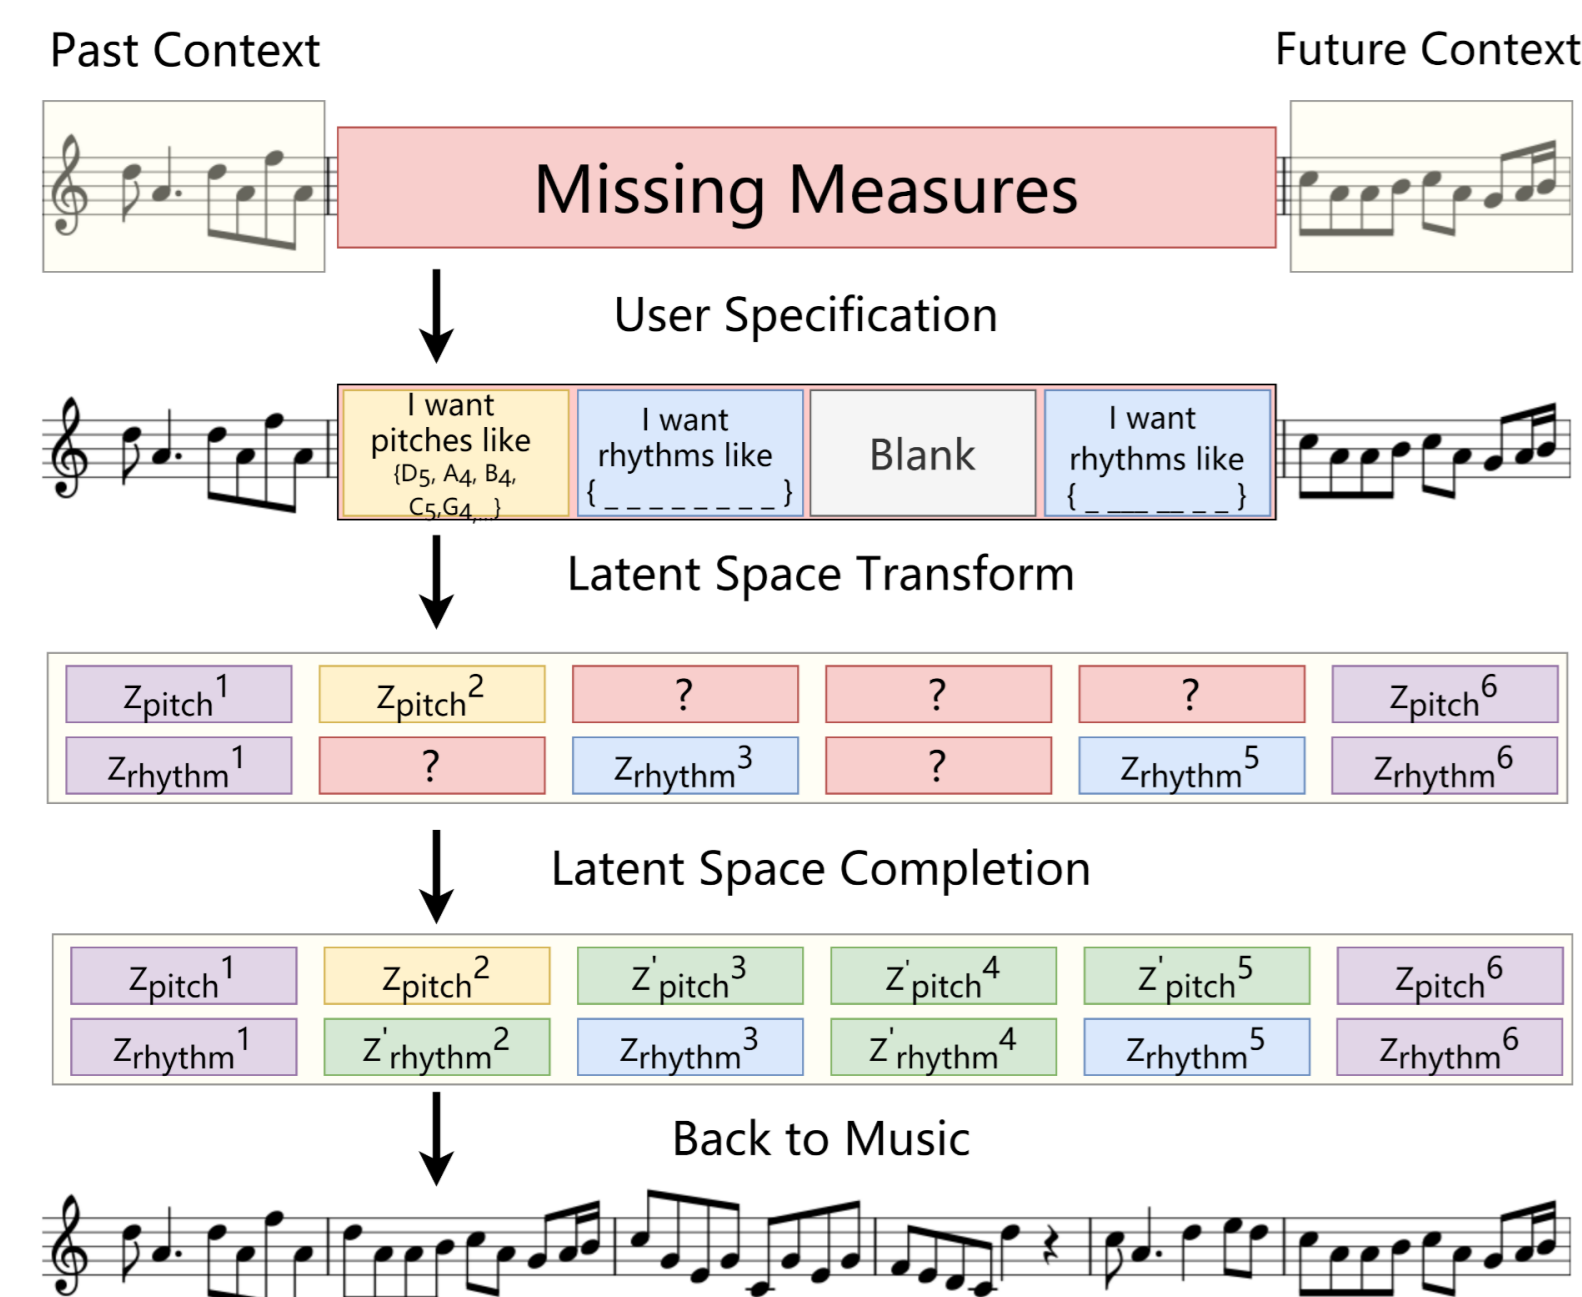 Past Context
Future Context
Missing Measures
User Specification
I want
pitches like
{D5, A4, B4,
C5,G4,...}
I want
rhythms like
{ _ _ _ _ _ _ _ _ }
Blank
I want
rhythms like
{ _ ___ __ _ _ }
Latent Space Transform
Zpitch1 Zpitch2 ? ? ? Zpitch6
Zrhythm1 ? Zrhythm3 ? Zrhythm5 Zrhythm6
Latent Space Completion
Zpitch1 Zpitch2 Z'pitch3 Z'pitch4 Z'pitch5 Zpitch6
Zrhythm1 Z'rhythm2 Zrhythm3 Z'rhythm4 Zrhythm5 Zrhythm6
Back to Music